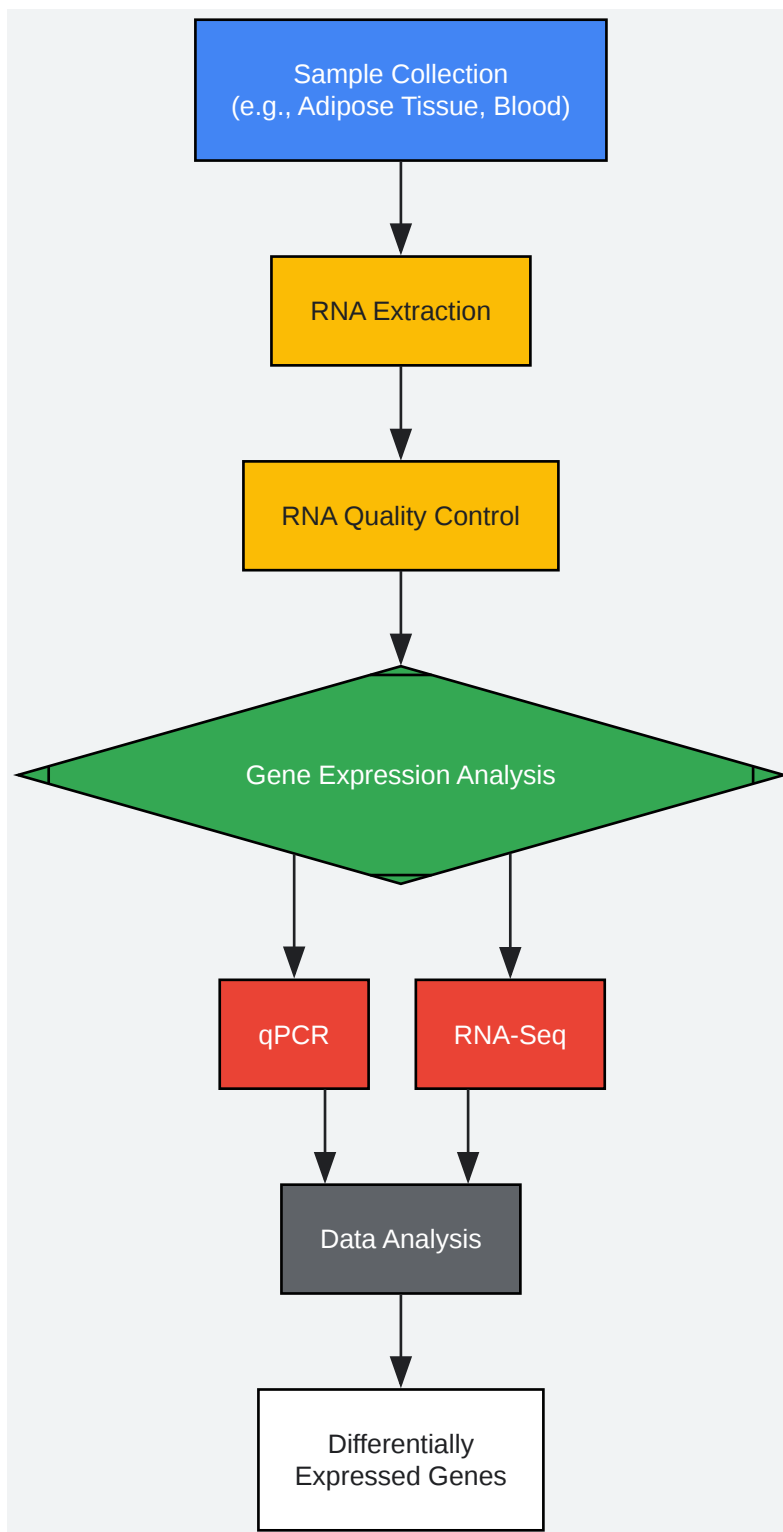 Sample Collection
(e.g., Adipose Tissue, Blood)
RNA Extraction
RNA Quality Control
Gene Expression Analysis
qPCR
RNA-Seq
Data Analysis
Differentially
Expressed Genes